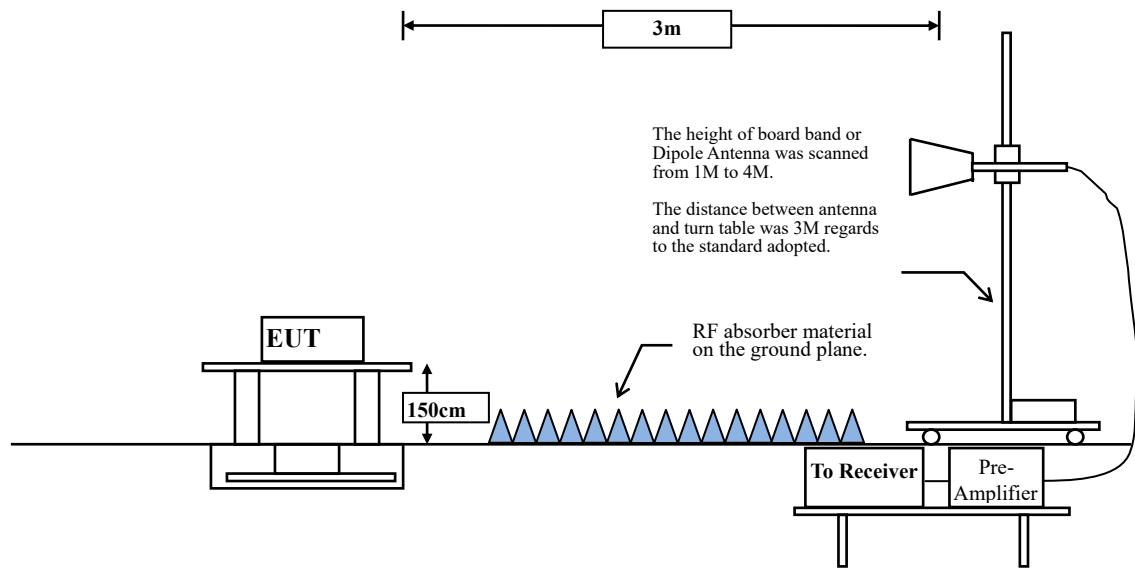 3m
The height of board band or
Dipole Antenna was scanned
from 1M to 4M.
The distance between antenna
and turn table was 3M regards
to the standard adopted.
EUT
RF absorber material
on the ground plane.
150cm
To Receiver
Pre-
Amplifier